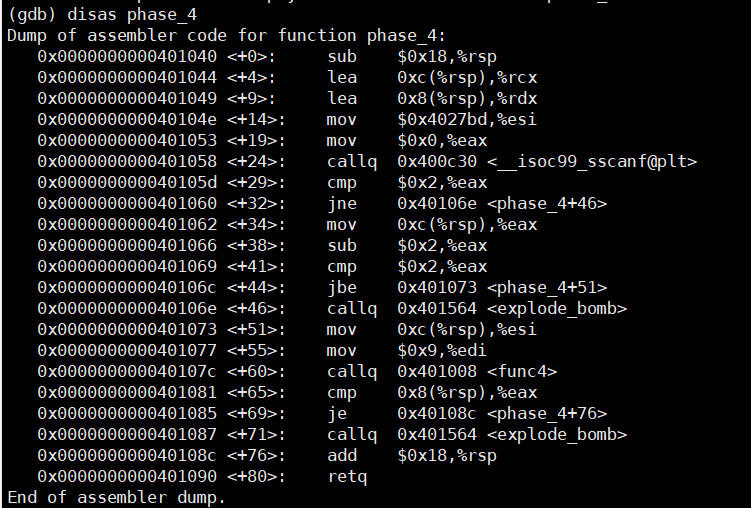 (gdb) disas phase_4
Dump of assembler code for function phase_4:
   0x0000000000401040 <+0>:     sub    $0x18,%rsp
   0x0000000000401044 <+4>:     lea    0xc(%rsp),%rcx
   0x0000000000401049 <+9>:     lea    0x8(%rsp),%rdx
   0x000000000040104e <+14>:    mov    $0x4027bd,%esi
   0x0000000000401053 <+19>:    mov    $0x0,%eax
   0x0000000000401058 <+24>:    callq  0x400c30 <__isoc99_sscanf@plt>
   0x000000000040105d <+29>:    cmp    $0x2,%eax
   0x0000000000401060 <+32>:    jne    0x40106e <phase_4+46>
   0x0000000000401062 <+34>:    mov    0xc(%rsp),%eax
   0x0000000000401066 <+38>:    sub    $0x2,%eax
   0x0000000000401069 <+41>:    cmp    $0x2,%eax
   0x000000000040106c <+44>:    jbe    0x401073 <phase_4+51>
   0x000000000040106e <+46>:    callq  0x401564 <explode_bomb>
   0x0000000000401073 <+51>:    mov    0xc(%rsp),%esi
   0x0000000000401077 <+55>:    mov    $0x9,%edi
   0x000000000040107c <+60>:    callq  0x401008 <func4>
   0x0000000000401081 <+65>:    cmp    0x8(%rsp),%eax
   0x0000000000401085 <+69>:    je     0x40108c <phase_4+76>
   0x0000000000401087 <+71>:    callq  0x401564 <explode_bomb>
   0x000000000040108c <+76>:    add    $0x18,%rsp
   0x0000000000401090 <+80>:    retq
End of assembler dump.